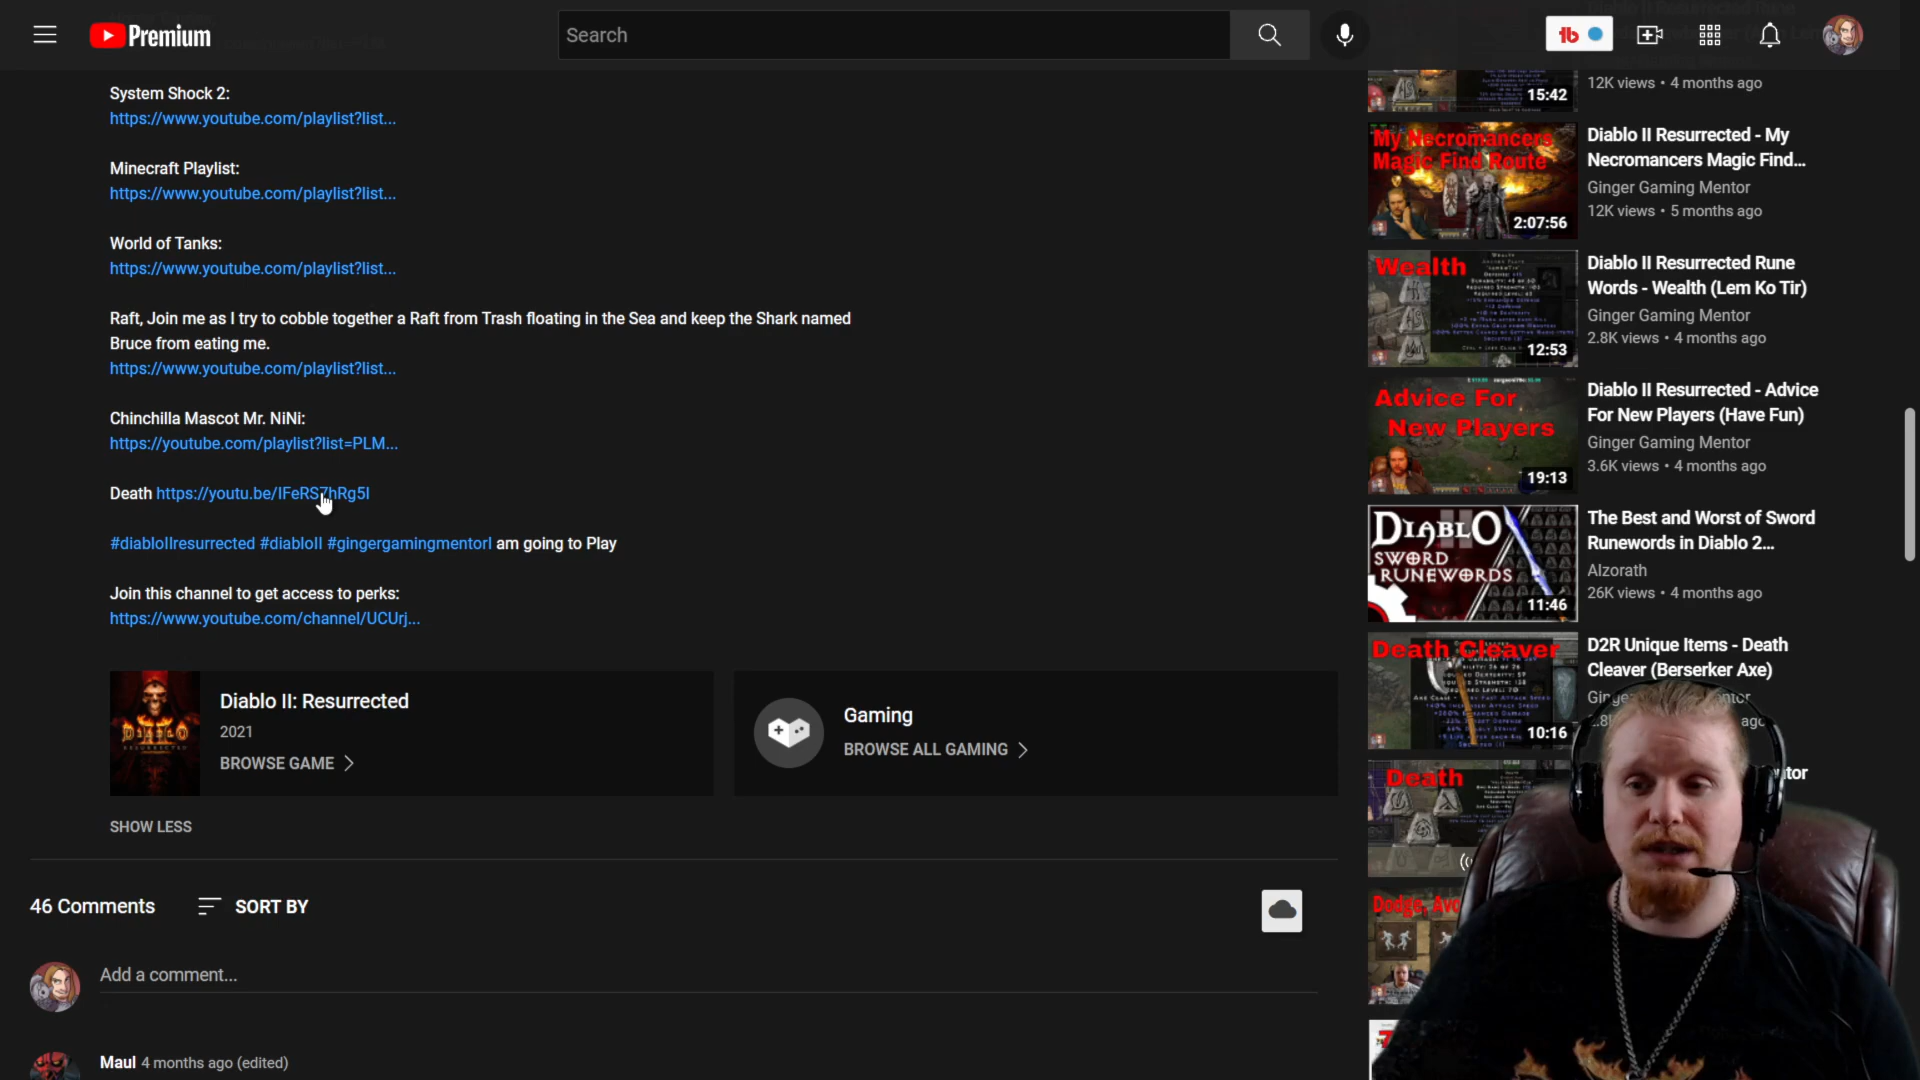 Premium
Search
System Shock 2:
https://www.youtube.com/playlist?list...
Minecraft Playlist:
https://www.youtube.com/playlist?list...
World of Tanks:
https://www.youtube.com/playlist?list...
Raft, Join me as I try to cobble together a Raft from Trash floating in the Sea and keep the Shark named
Bruce from eating me.
https://www.youtube.com/playlist?list...
Chinchilla Mascot Mr. NiNi:
https://youtube.com/playlist?list=PLM...
Death https://youtu.be/IFeRS7hRg5I
#diabloIIresurrected #diabloII #gingergamingmentorI am going to Play
Join this channel to get access to perks:
https://www.youtube.com/channel/UCUrj...
Diablo II: Resurrected
2021
BROWSE GAME
Gaming
BROWSE ALL GAMING
SHOW LESS
46 Comments
SORT BY
Add a comment...
Maul 4 months ago (edited)
15:42
12K views • 4 months ago
My Necromancers
Magic Find Route
2:07:56
Diablo II Resurrected - My
Necromancers Magic Find...
Ginger Gaming Mentor
12K views • 5 months ago
Wealth
12:53
Diablo II Resurrected Rune
Words - Wealth (Lem Ko Tir)
Ginger Gaming Mentor
2.8K views • 4 months ago
Advice For
New Players
19:13
Diablo II Resurrected - Advice
For New Players (Have Fun)
Ginger Gaming Mentor
3.6K views • 4 months ago
DIABLO II
SWORD
RUNEWORDS
11:46
The Best and Worst of Sword
Runewords in Diablo 2...
Alzorath
26K views • 4 months ago
Death Cleaver
10:16
D2R Unique Items - Death
Cleaver (Berserker Axe)
Death